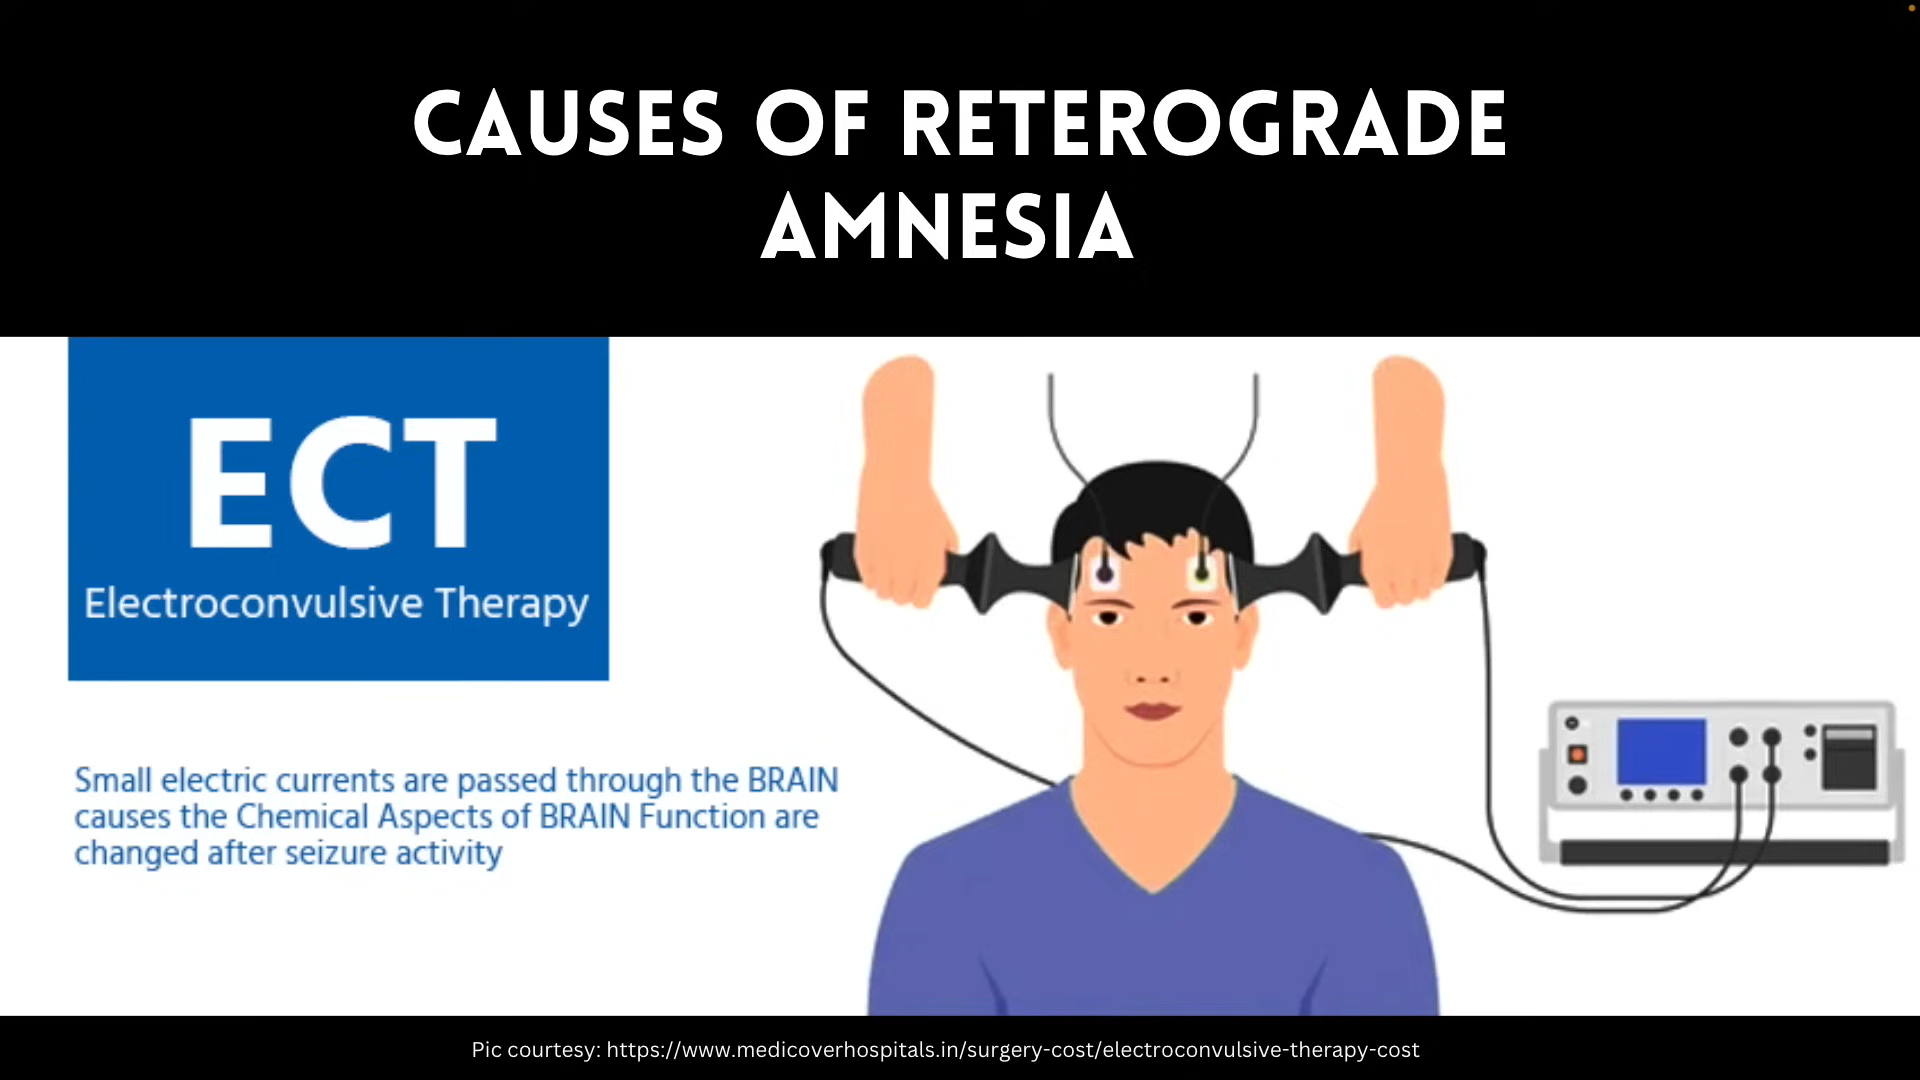 CAUSES OF RETEROGRADE
AMNESIA
ECT
Electroconvulsive Therapy
Small electric currents are passed through the BRAIN
causes the Chemical Aspects of BRAIN Function are
changed after seizure activity
Pic courtesy: https://www.medicoverhospitals.in/surgery-cost/electroconvulsive-therapy-cost